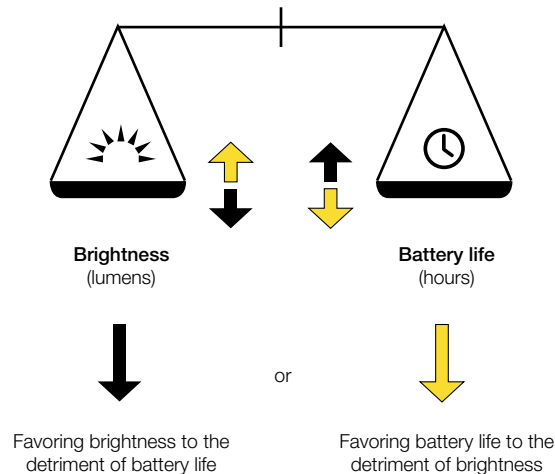 Brightness
(lumens)
Battery life
(hours)
or
Favoring brightness to the
detriment of battery life
Favoring battery life to the
detriment of brightness